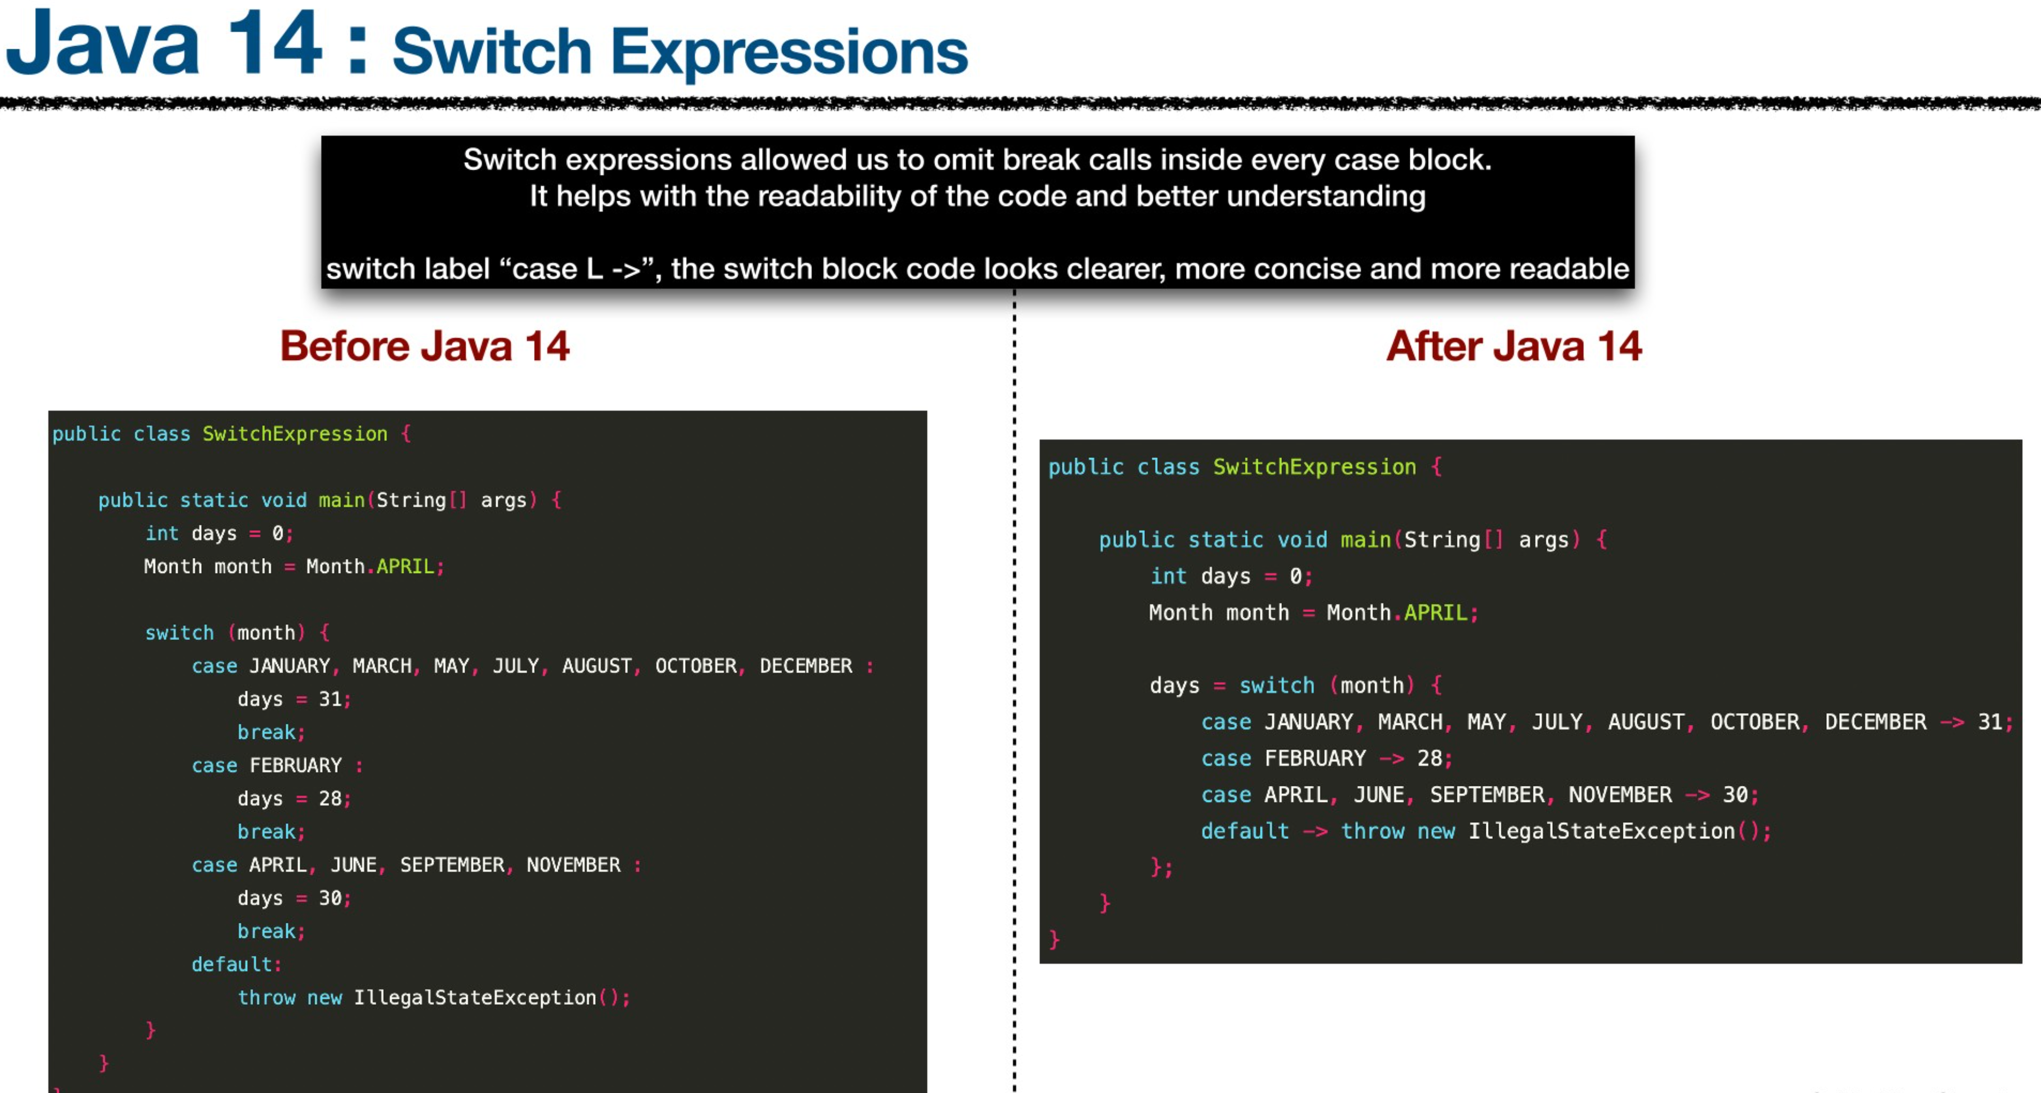 Java 14 : Switch Expressions
Switch expressions allowed us to omit break calls inside every case block.
It helps with the readability of the code and better understanding
switch label “case L ->”, the switch block code looks clearer, more concise and more readable
Before Java 14
public class SwitchExpression {
public static void main(String[] args) {
int days = 0;
Month month = Month.APRIL;
switch (month) {
case JANUARY, MARCH, MAY, JULY, AUGUST, OCTOBER, DECEMBER :
days = 31;
break;
case FEBRUARY :
days = 28;
break;
case APRIL, JUNE, SEPTEMBER, NOVEMBER :
days = 30;
break;
default:
throw new IllegalStateException();
}
}
After Java 14
public class SwitchExpression {
public static void main(String[] args) {
int days = 0;
Month month = Month.APRIL;
days = switch (month) {
case JANUARY, MARCH, MAY, JULY, AUGUST, OCTOBER, DECEMBER -> 31;
case FEBRUARY -> 28;
case APRIL, JUNE, SEPTEMBER, NOVEMBER -> 30;
default -> throw new IllegalStateException();
};
}
}